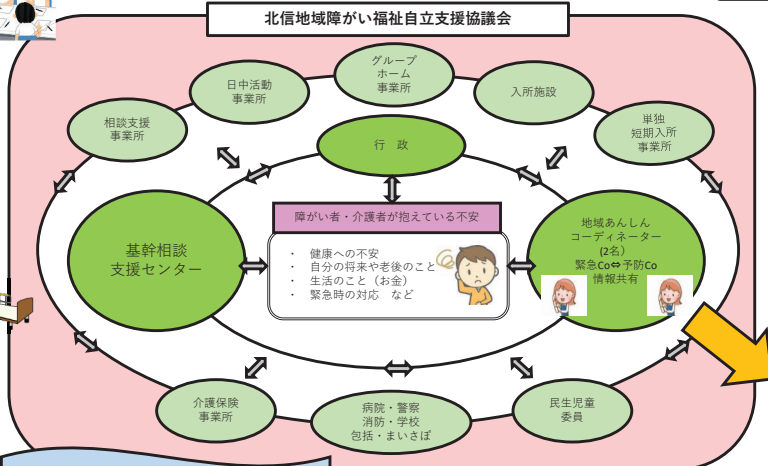 北信地域障がい福祉自立支援協議会
グループ
ホーム
事業所
日中活動
事業所
入所施設
相談支援
事業所
単独
短期入所
事業所
行　政
障がい者・介護者が抱えている不安
・　健康への不安
・　自分の将来や老後のこと
・　生活のこと（お金）
・　緊急時の対応　など
基幹相談
支援センター
地域あんしん
コーディネーター
(2名）
緊急Co⇔予防Co
情報共有
介護保険
事業所
病院・警察
消防・学校
包括・まいさぽ
民生児童
委員